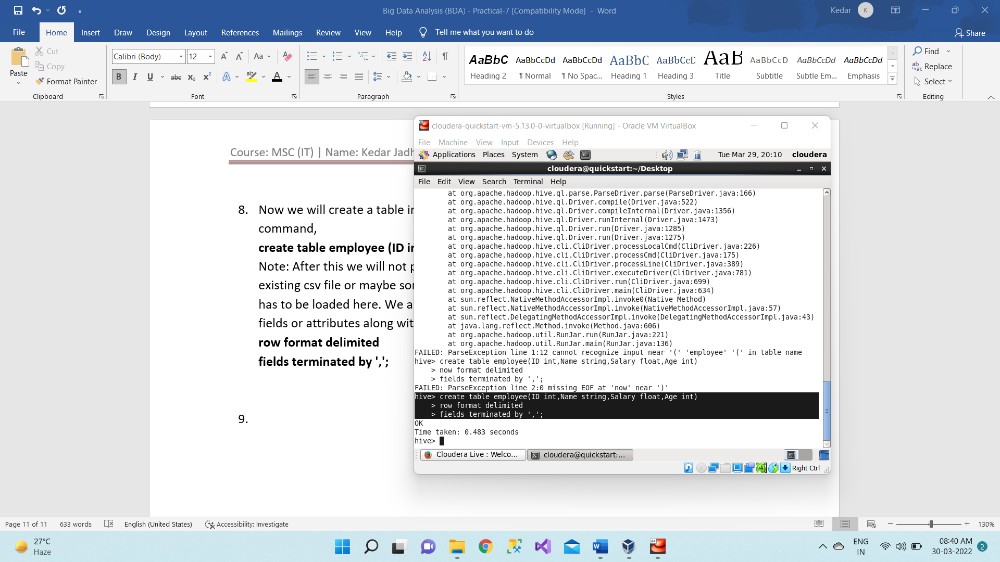 Big Data Analysis (BDA) - Practical-7 [Compatibility Mode] - Word
Kedar
K
File Home Insert Draw Design Layout References Mailings Review View Help Tell me what you want to do
Share
Paste
Cut
Copy
Format Painter
Clipboard
Calibri (Body) 12
Font
Paragraph
AaBbC AaBbCcDd AaBbCcDd AaBbC AaBbCcD AaB AaBbCcD AaBbCcDd AaBbCcDd
Heading 2 ¶ Normal ¶ No Spac... Heading 1 Heading 3 Title Subtitle Subtle Em... Emphasis
Styles
Find
Replace
Select
Editing
Course: MSC (IT) | Name: Kedar Jadh
8. Now we will create a table in
command,
create table employee (ID in
Note: After this we will not p
existing csv file or maybe sor
has to be loaded here. We a
fields or attributes along wit
row format delimited
fields terminated by ',';
9.
cloudera-quickstart-vm-5.13.0-0-virtualbox [Running] - Oracle VM VirtualBox
File Machine View Input Devices Help
Applications Places System
Tue Mar 29, 20:10 cloudera
cloudera@quickstart:~/Desktop
File Edit View Search Terminal Help
at org.apache.hadoop.hive.ql.parse.ParseDriver.parse(ParseDriver.java:166)
at org.apache.hadoop.hive.ql.Driver.compile(Driver.java:522)
at org.apache.hadoop.hive.ql.Driver.compileInternal(Driver.java:1356)
at org.apache.hadoop.hive.ql.Driver.runInternal(Driver.java:1473)
at org.apache.hadoop.hive.ql.Driver.run(Driver.java:1285)
at org.apache.hadoop.hive.ql.Driver.run(Driver.java:1275)
at org.apache.hadoop.hive.cli.CliDriver.processLocalCmd(CliDriver.java:226)
at org.apache.hadoop.hive.cli.CliDriver.processCmd(CliDriver.java:175)
at org.apache.hadoop.hive.cli.CliDriver.processLine(CliDriver.java:389)
at org.apache.hadoop.hive.cli.CliDriver.executeDriver(CliDriver.java:781)
at org.apache.hadoop.hive.cli.CliDriver.run(CliDriver.java:699)
at org.apache.hadoop.hive.cli.CliDriver.main(CliDriver.java:634)
at sun.reflect.NativeMethodAccessorImpl.invoke0(Native Method)
at sun.reflect.NativeMethodAccessorImpl.invoke(NativeMethodAccessorImpl.java:57)
at sun.reflect.DelegatingMethodAccessorImpl.invoke(DelegatingMethodAccessorImpl.java:43)
at java.lang.reflect.Method.invoke(Method.java:606)
at org.apache.hadoop.util.RunJar.run(RunJar.java:221)
at org.apache.hadoop.util.RunJar.main(RunJar.java:136)
FAILED: ParseException line 1:12 cannot recognize input near '(' 'employee' '(' in table name
hive> create table employee(ID int,Name string,Salary float,Age int)
> now format delimited
> fields terminated by ',';
FAILED: ParseException line 2:0 missing EOF at 'now' near ')'
hive> create table employee(ID int,Name string,Salary float,Age int)
> row format delimited
> fields terminated by ',';
OK
Time taken: 0.483 seconds
hive>
Cloudera Live : Welco... cloudera@quickstart:...
Right Ctrl
Page 11 of 11 633 words English (United States) Accessibility: Investigate
130%
27°C
Haze
ENG
IN
08:40 AM
30-03-2022
2